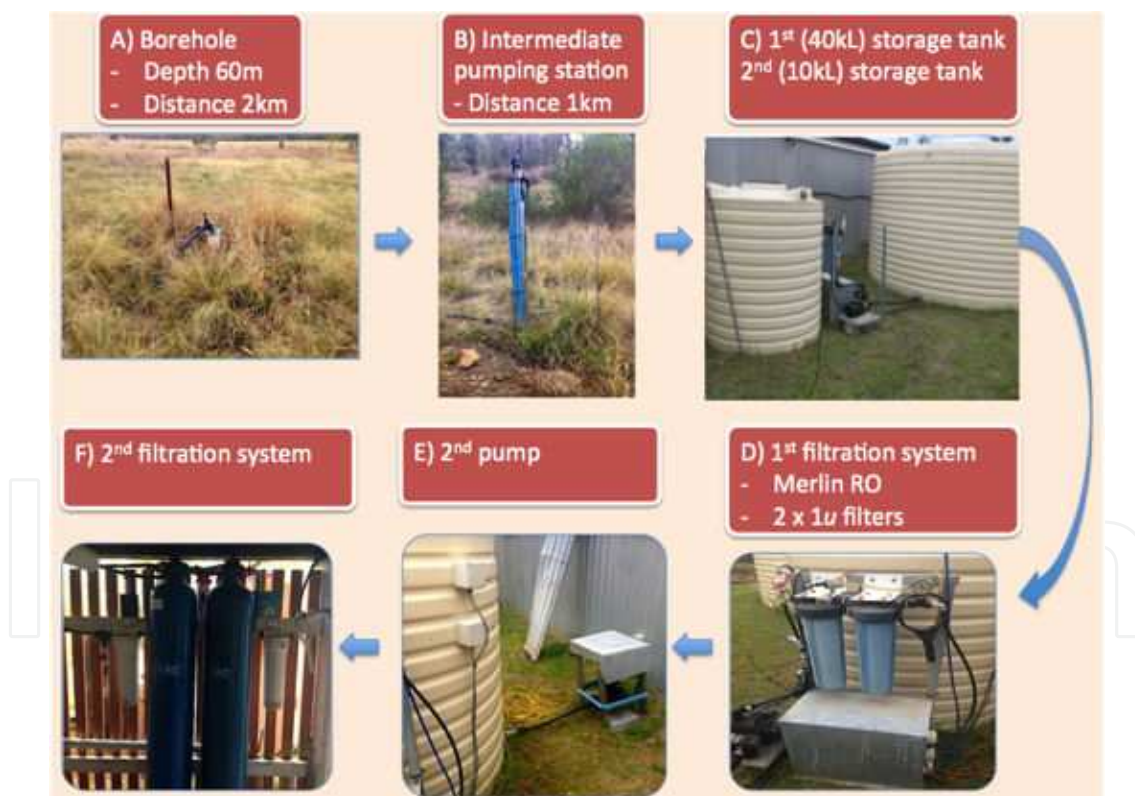 A) Borehole
- Depth 60m
- Distance 2km
B) Intermediate
pumping station
- Distance 1km
C) 1st (40kL) storage tank
2nd (10kL) storage tank
D) 1st filtration system
- Merlin RO
- 2 x 1u filters
E) 2nd pump
F) 2nd filtration system